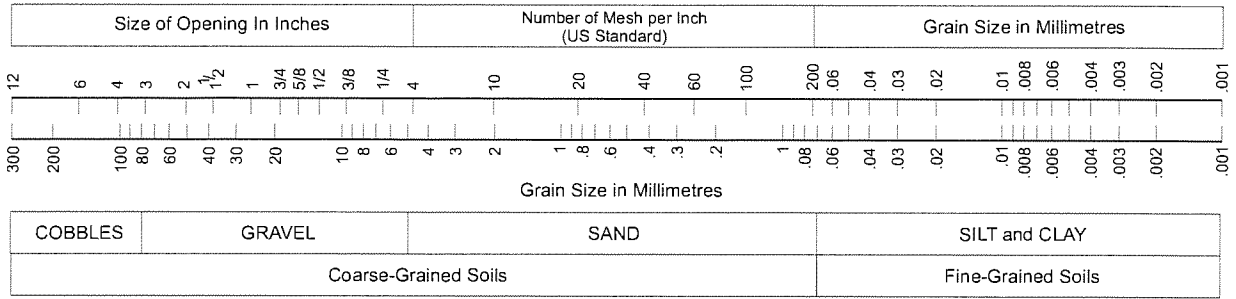 Size of Opening In Inches
Number of Mesh per Inch
(US Standard)
Grain Size in Millimetres
12 6 4 3 2 1 1/2 1 3/4 5/8 1/2 3/8 1/4 4 10 20 40 60 100 200 .06 .04 .03 .02 .01 .008 .006 .004 .003 .002 .001
300 200 100 80 60 40 30 20 10 8 6 4 3 2 1 .8 .6 .4 .3 .2 1 .08 .06 .04 .03 .02 .01 .008 .006 .004 .003 .002 .001
Grain Size in Millimetres
COBBLES GRAVEL SAND SILT and CLAY
Coarse-Grained Soils Fine-Grained Soils